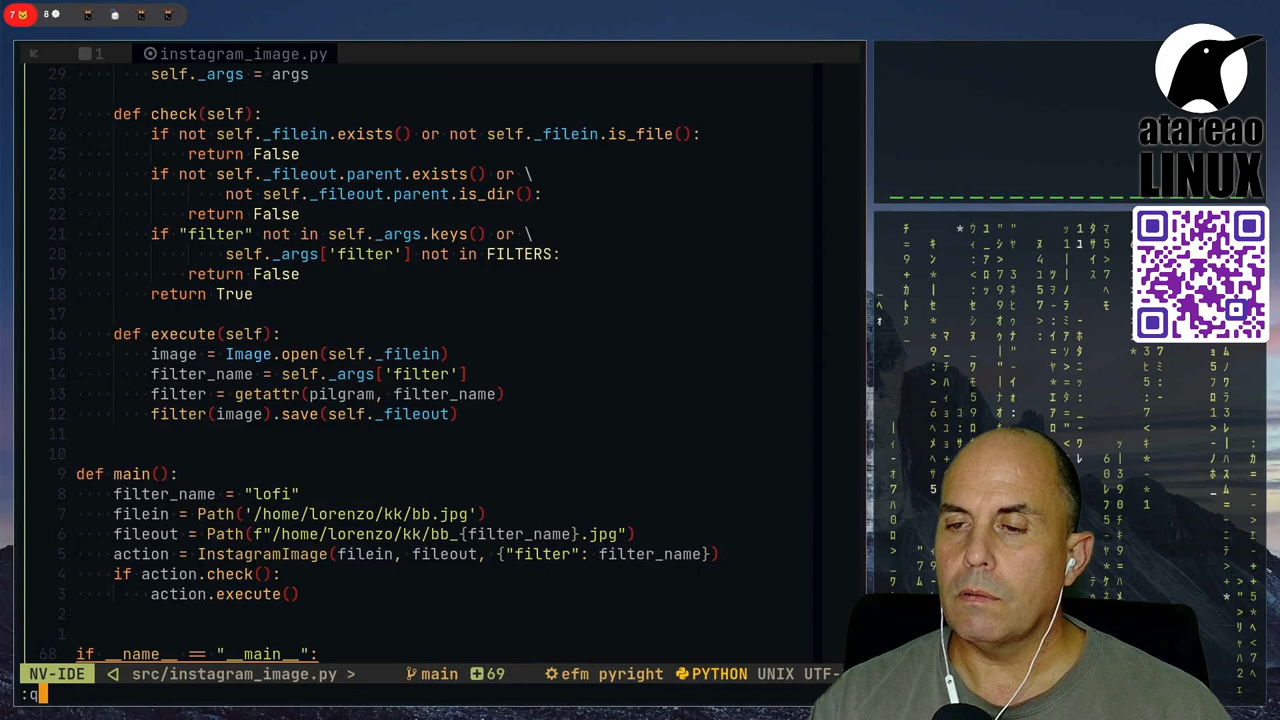 7 8
1 instagram_image.py
29 self._args = args
28
27 def check(self):
26 if not self._filein.exists() or not self._filein.is_file():
25 return False
24 if not self._fileout.parent.exists() or \
23 not self._fileout.parent.is_dir():
22 return False
21 if "filter" not in self._args.keys() or \
20 self._args['filter'] not in FILTERS:
19 return False
18 return True
17
16 def execute(self):
15 image = Image.open(self._filein)
14 filter_name = self._args['filter']
13 filter = getattr(pilgram, filter_name)
12 filter(image).save(self._fileout)
11
10
9 def main():
8 filter_name = "lofi"
7 filein = Path('/home/lorenzo/kk/bb.jpg')
6 fileout = Path(f"/home/lorenzo/kk/bb_{filter_name}.jpg")
5 action = InstagramImage(filein, fileout, {"filter": filter_name})
4 if action.check():
3 action.execute()
2
1
68 if __name__ == "__main__":
NV-IDE src/instagram_image.py > main 69 efm pyright PYTHON UNIX UTF-
:q
atareao
LINUX